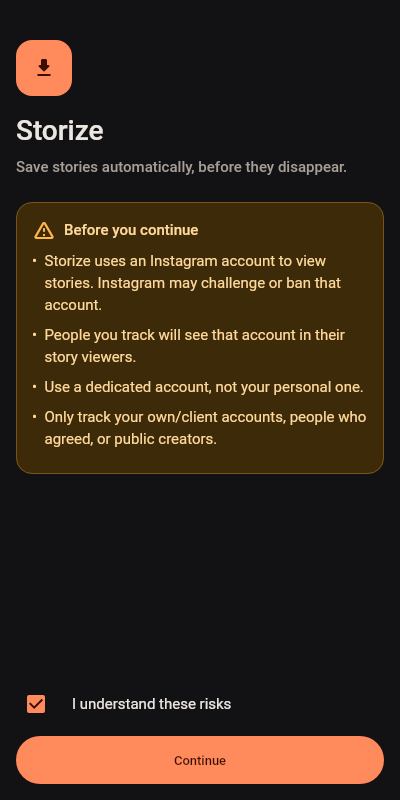 Storize
Save stories automatically, before they disappear.
Before you continue
• Storize uses an Instagram account to view
stories. Instagram may challenge or ban that
account.
• People you track will see that account in their
story viewers.
• Use a dedicated account, not your personal one.
• Only track your own/client accounts, people who
agreed, or public creators.
I understand these risks
Continue